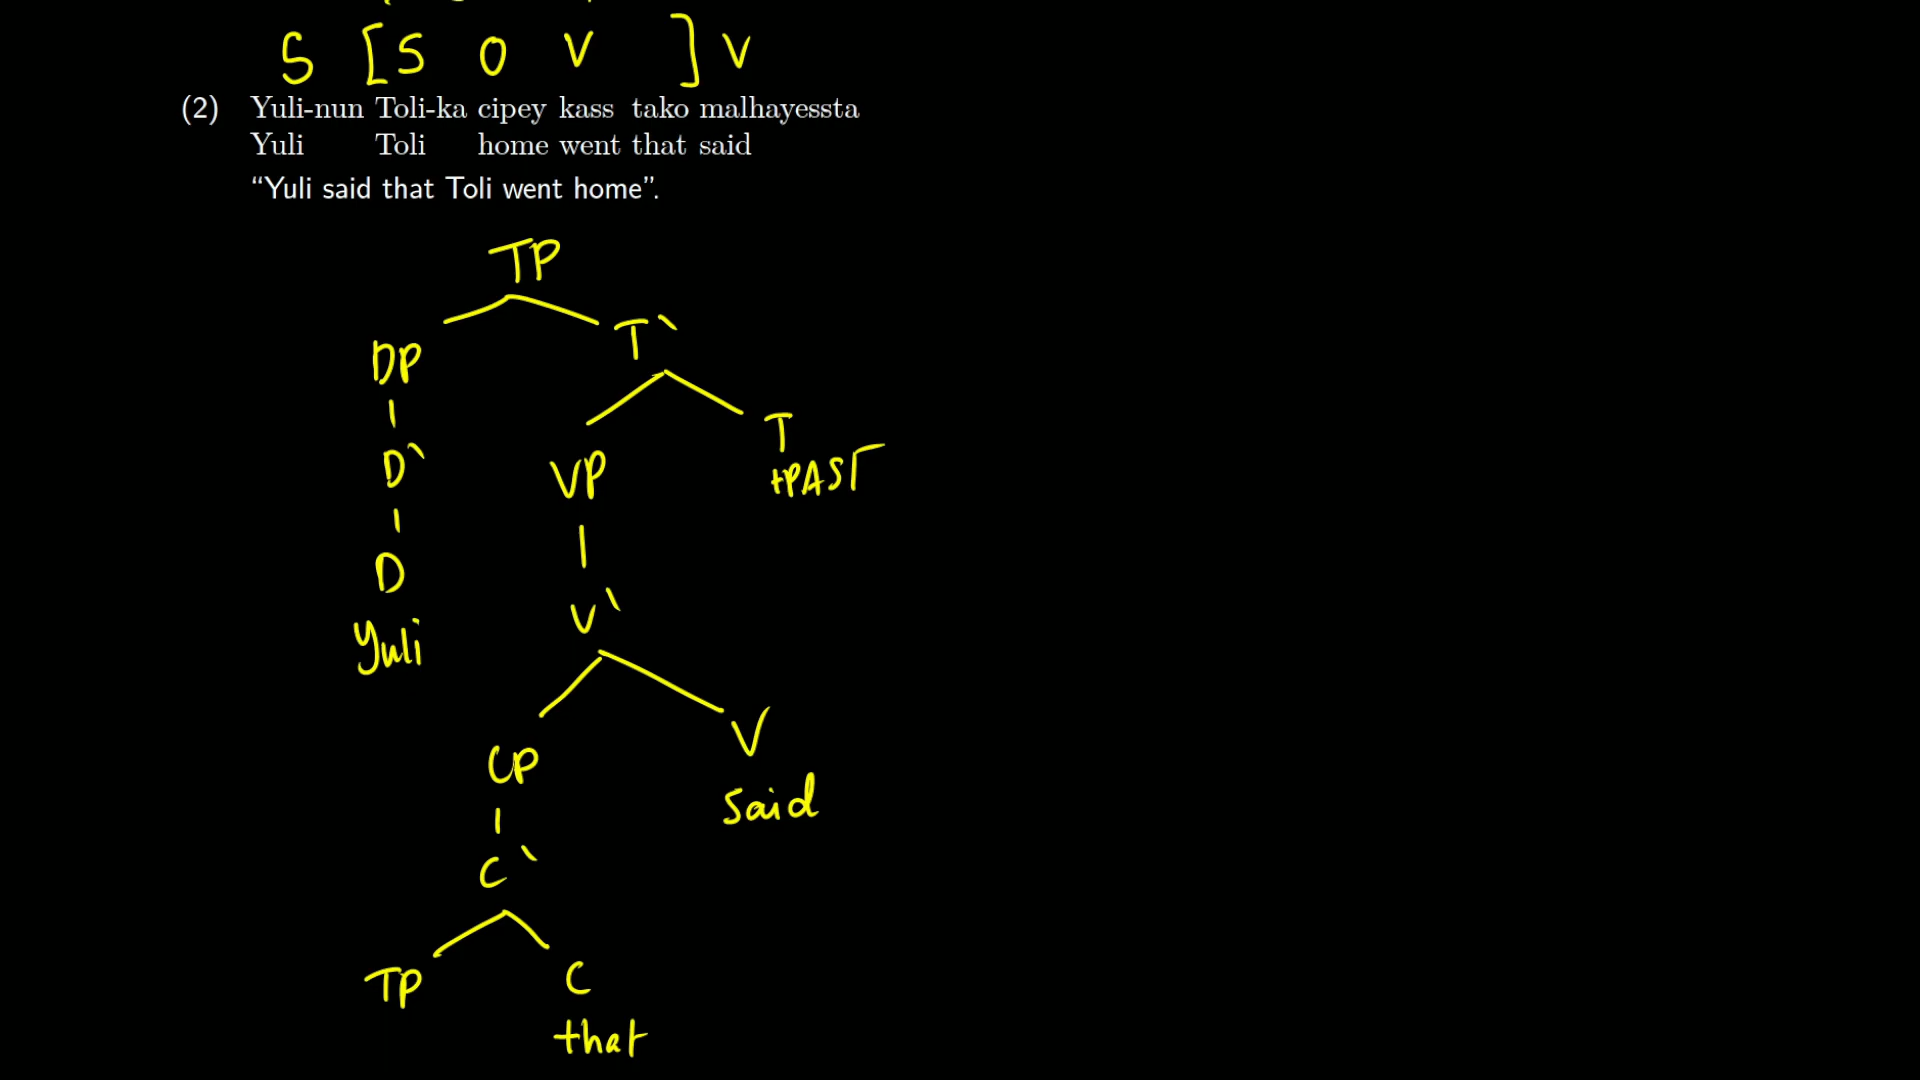 S [S O V ] V
(2) Yuli-nun Toli-ka cipey kass tako malhayessta
Yuli Toli home went that said
“Yuli said that Toli went home”.
TP
DP T`
VP T
+PAST
D`
D
Yuli
V`
CP V
said
C`
TP C
that